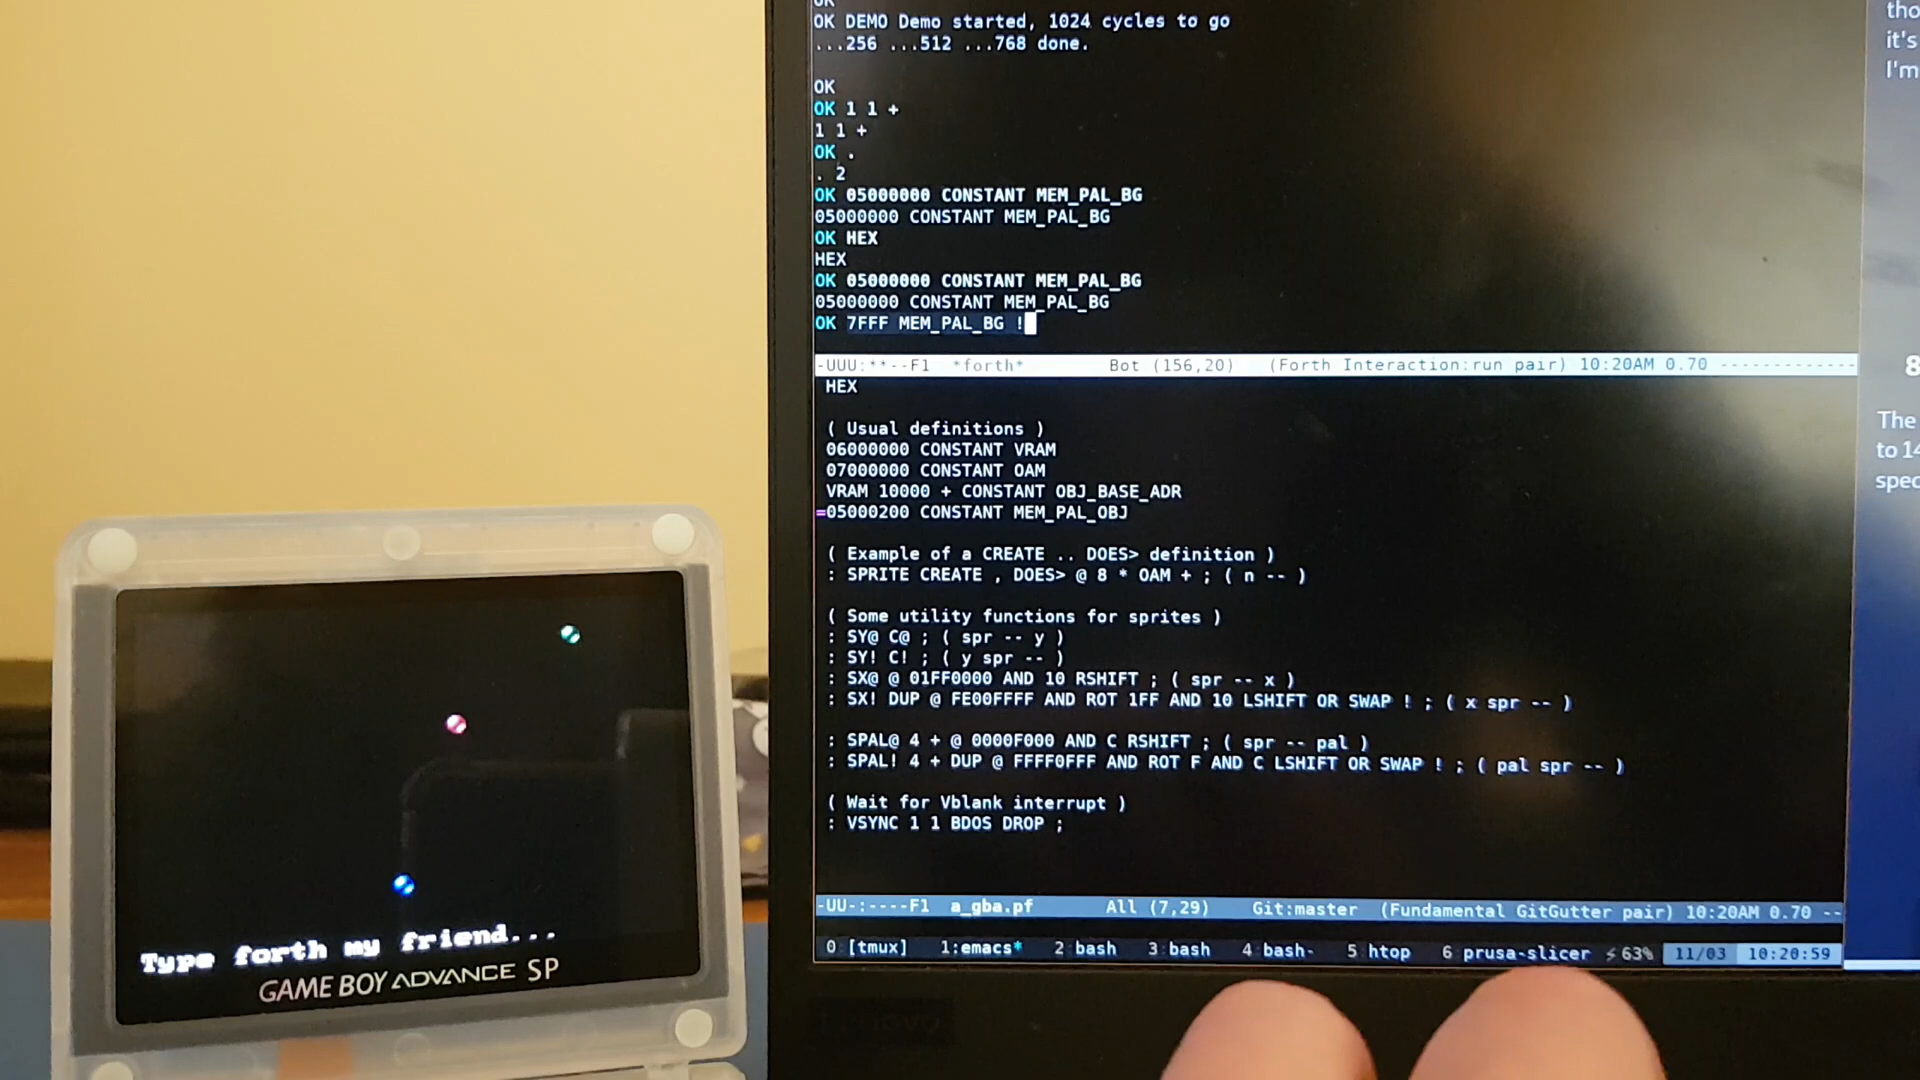 OK
OK DEMO Demo started, 1024 cycles to go
...256 ...512 ...768 done.
OK
OK 1 1 +
1 1 +
OK .
. 2
OK 05000000 CONSTANT MEM_PAL_BG
05000000 CONSTANT MEM_PAL_BG
OK HEX
HEX
OK 05000000 CONSTANT MEM_PAL_BG
05000000 CONSTANT MEM_PAL_BG
OK 7FFF MEM_PAL_BG !
-UUU:**--F1 *forth* Bot (156,20) (Forth Interaction:run pair) 10:20AM 0.70 -------------
HEX
( Usual definitions )
06000000 CONSTANT VRAM
07000000 CONSTANT OAM
VRAM 10000 + CONSTANT OBJ_BASE_ADR
=05000200 CONSTANT MEM_PAL_OBJ
( Example of a CREATE .. DOES> definition )
: SPRITE CREATE , DOES> @ 8 * OAM + ; ( n -- )
( Some utility functions for sprites )
: SY@ C@ ; ( spr -- y )
: SY! C! ; ( y spr -- )
: SX@ @ 01FF0000 AND 10 RSHIFT ; ( spr -- x )
: SX! DUP @ FE00FFFF AND ROT 1FF AND 10 LSHIFT OR SWAP ! ; ( x spr -- )
: SPAL@ 4 + @ 0000F000 AND C RSHIFT ; ( spr -- pal )
: SPAL! 4 + DUP @ FFFF0FFF AND ROT F AND C LSHIFT OR SWAP ! ; ( pal spr -- )
( Wait for Vblank interrupt )
: VSYNC 1 1 BDOS DROP ;
-UU-:----F1 a_gba.pf All (7,29) Git:master (Fundamental GitGutter pair) 10:20AM 0.70 --
0 [tmux] 1:emacs* 2 bash 3 bash 4 bash- 5 htop 6 prusa-slicer ⚡63% 11/03 10:20:59
tho
it's
I'm
8
The
to 14
spec
Type forth my friend...
GAME BOY ADVANCE SP
lenovo